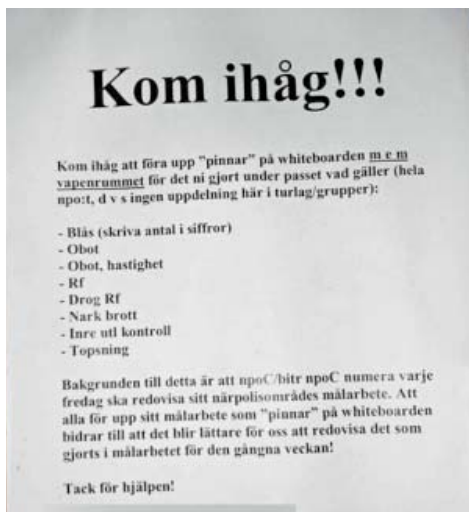 Kom ihåg!!!
Kom ihåg att föra upp ”pinnar” på whiteboarden m e m
vapenrummet för det ni gjort under passet vad gäller (hela
npo:t, d v s ingen uppdelning här i turlag/grupper):
- Blås (skriva antal i siffror)
- Obot
- Obot, hastighet
- Rf
- Drog Rf
- Nark brott
- Inre utl kontroll
- Topsning
Bakgrunden till detta är att npoC/bitr npoC numera varje
fredag ska redovisa sitt närpolisområdes målarbete. Att
alla för upp sitt målarbete som ”pinnar” på whiteboarden
bidrar till att det blir lättare för oss att redovisa det som
gjorts i målarbetet för den gångna veckan!
Tack för hjälpen!